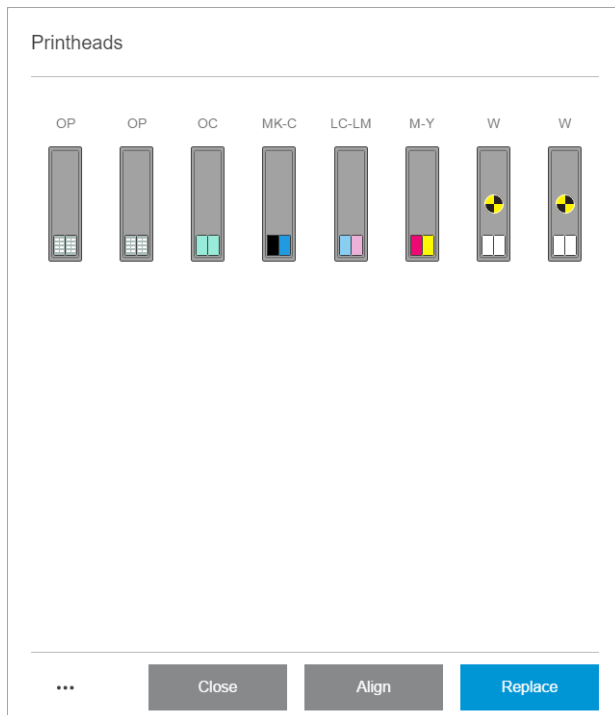 Printheads
OP OP OC MK-C LC-LM M-Y W W
... Close Align Replace